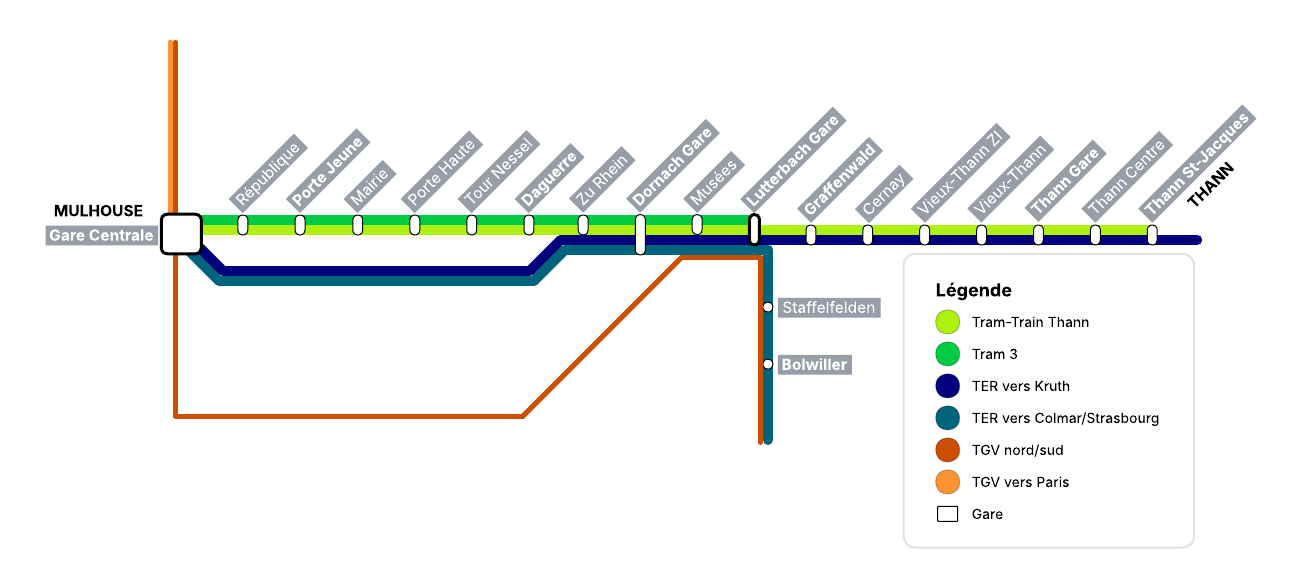 République
Porte Jeune
Mairie
Porte Haute
Tour Nessel
Daguerre
Zu Rhein
Dornach Gare
Musées
Lutterbach Gare
Graffenwald
Cernay
Vieux-Thann ZI
Vieux-Thann
Thann Gare
Thann Centre
Thann St-Jacques
THANN
MULHOUSE
Gare Centrale
Staffelfelden
Bolwiller
Légende
Tram-Train Thann
Tram 3
TER vers Kruth
TER vers Colmar/Strasbourg
TGV nord/sud
TGV vers Paris
Gare